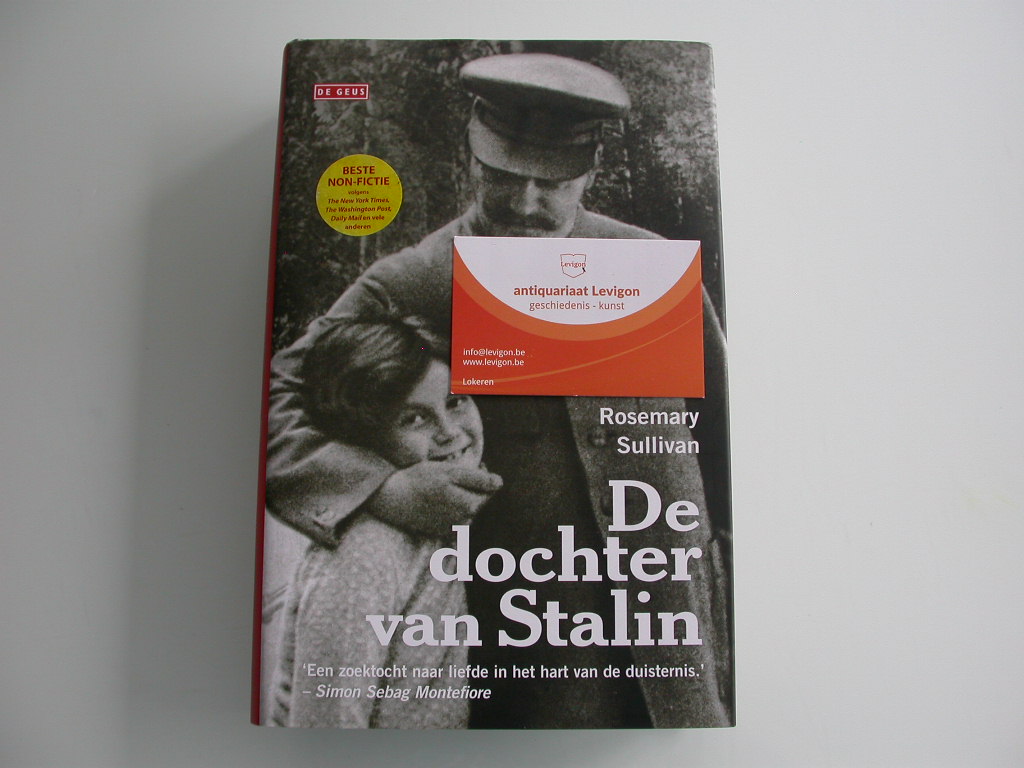 DE GEUS
BESTE
NON-FICTIE
volgens
The New York Times,
The Washington Post,
Daily Mail en vele
anderen
Levigon
antiquariaat Levigon
geschiedenis - kunst
info@levigon.be
www.levigon.be
Lokeren
Rosemary
Sullivan
De
dochter
van Stalin
‘Een zoektocht naar liefde in het hart van de duisternis.’
– Simon Sebag Montefiore